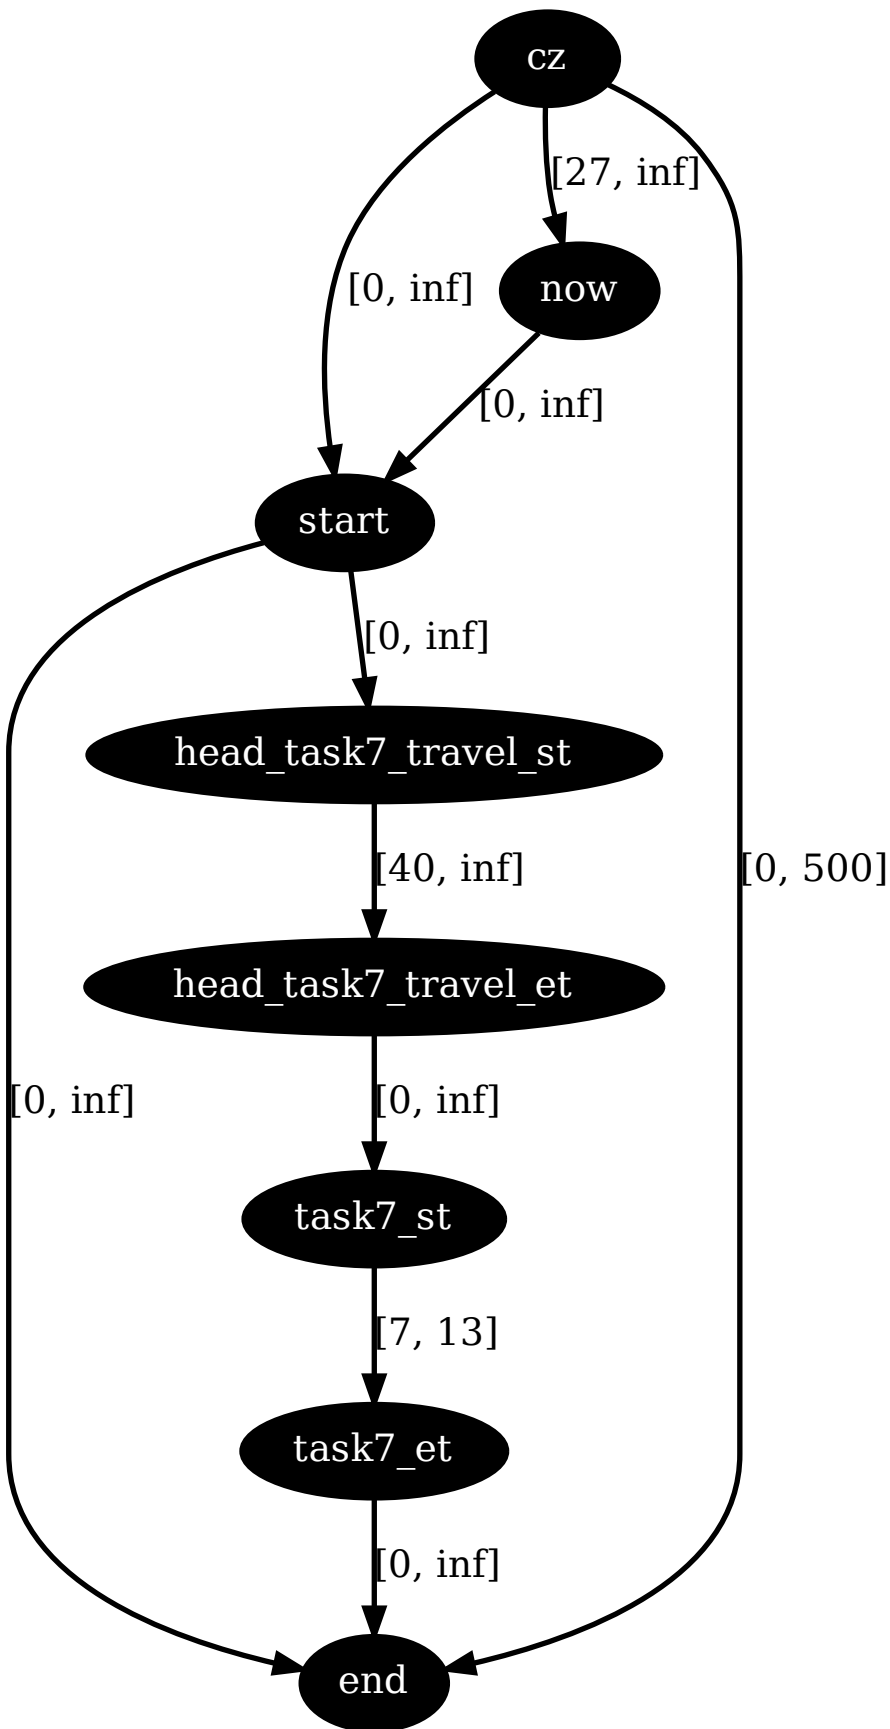 cz
[27, inf]
[0, inf]
now
[0, inf]
start
[0, inf]
head_task7_travel_st
[40, inf]
[0, 500]
head_task7_travel_et
[0, inf]
[0, inf]
task7_st
[7, 13]
task7_et
[0, inf]
end